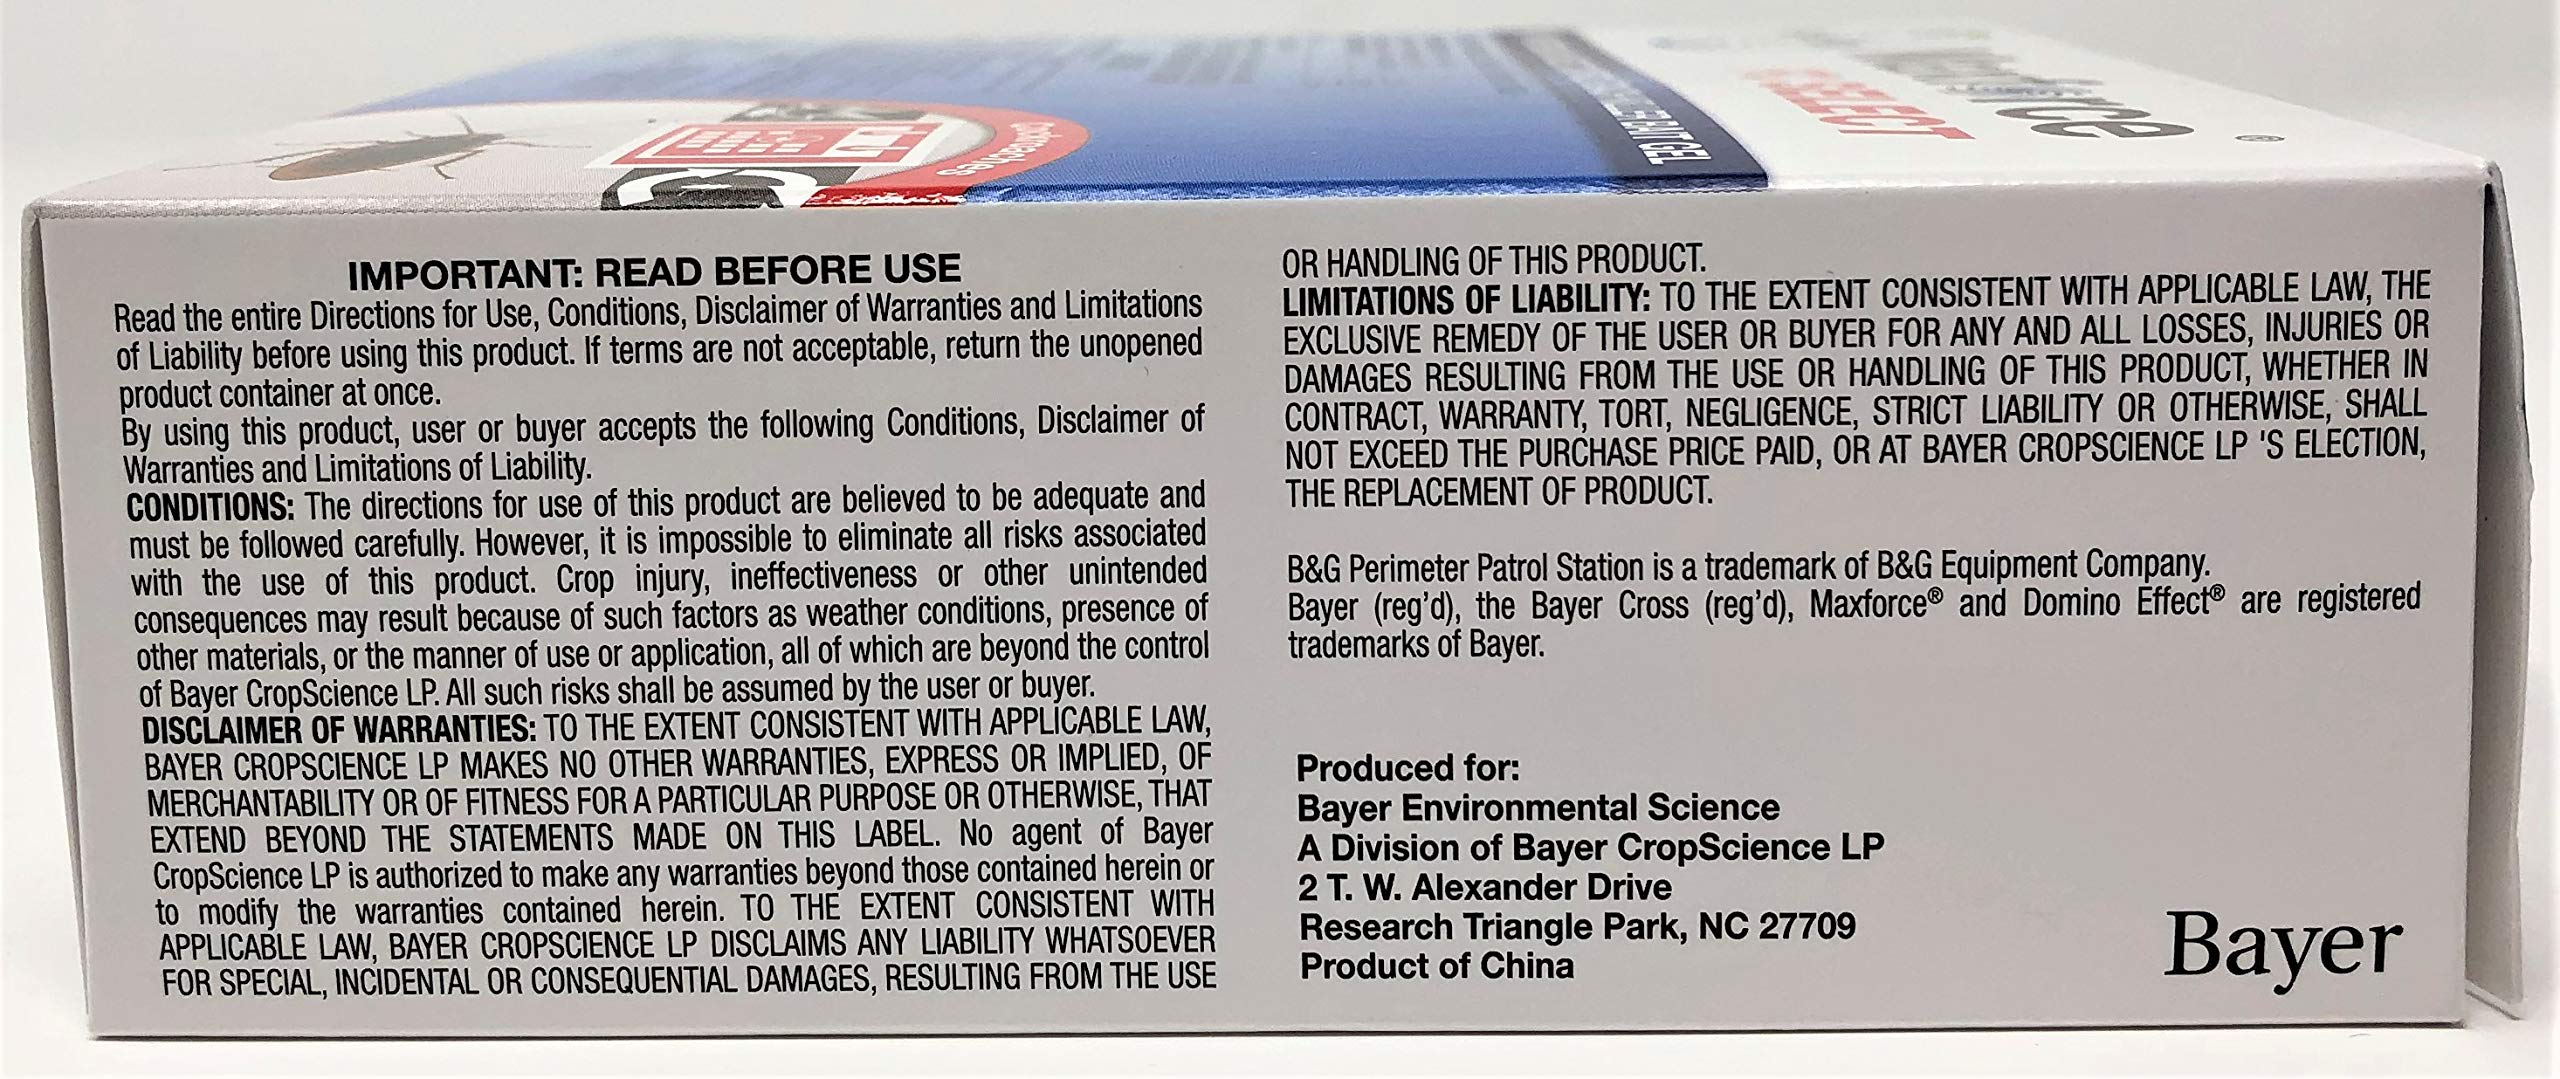 rce
®
SELECT
BAIT GEL
IMPORTANT: READ BEFORE USE
Read the entire Directions for Use, Conditions, Disclaimer of Warranties and Limitations
of Liability before using this product. If terms are not acceptable, return the unopened
product container at once.
By using this product, user or buyer accepts the following Conditions, Disclaimer of
Warranties and Limitations of Liability.
CONDITIONS: The directions for use of this product are believed to be adequate and
must be followed carefully. However, it is impossible to eliminate all risks associated
with the use of this product. Crop injury, ineffectiveness or other unintended
consequences may result because of such factors as weather conditions, presence of
other materials, or the manner of use or application, all of which are beyond the control
of Bayer CropScience LP. All such risks shall be assumed by the user or buyer.
DISCLAIMER OF WARRANTIES: TO THE EXTENT CONSISTENT WITH APPLICABLE LAW,
BAYER CROPSCIENCE LP MAKES NO OTHER WARRANTIES, EXPRESS OR IMPLIED, OF
MERCHANTABILITY OR OF FITNESS FOR A PARTICULAR PURPOSE OR OTHERWISE, THAT
EXTEND BEYOND THE STATEMENTS MADE ON THIS LABEL. No agent of Bayer
CropScience LP is authorized to make any warranties beyond those contained herein or
to modify the warranties contained herein. TO THE EXTENT CONSISTENT WITH
APPLICABLE LAW, BAYER CROPSCIENCE LP DISCLAIMS ANY LIABILITY WHATSOEVER
FOR SPECIAL, INCIDENTAL OR CONSEQUENTIAL DAMAGES, RESULTING FROM THE USE
OR HANDLING OF THIS PRODUCT.
LIMITATIONS OF LIABILITY: TO THE EXTENT CONSISTENT WITH APPLICABLE LAW, THE
EXCLUSIVE REMEDY OF THE USER OR BUYER FOR ANY AND ALL LOSSES, INJURIES OR
DAMAGES RESULTING FROM THE USE OR HANDLING OF THIS PRODUCT, WHETHER IN
CONTRACT, WARRANTY, TORT, NEGLIGENCE, STRICT LIABILITY OR OTHERWISE, SHALL
NOT EXCEED THE PURCHASE PRICE PAID, OR AT BAYER CROPSCIENCE LP 'S ELECTION,
THE REPLACEMENT OF PRODUCT.
B&G Perimeter Patrol Station is a trademark of B&G Equipment Company.
Bayer (reg'd), the Bayer Cross (reg'd), Maxforce® and Domino Effect® are registered
trademarks of Bayer.
Produced for:
Bayer Environmental Science
A Division of Bayer CropScience LP
2 T. W. Alexander Drive
Research Triangle Park, NC 27709
Product of China
Bayer